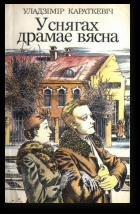 УЛАДЗІМІР КАРАТКЕВІЧ
У снягах
драмае вясна